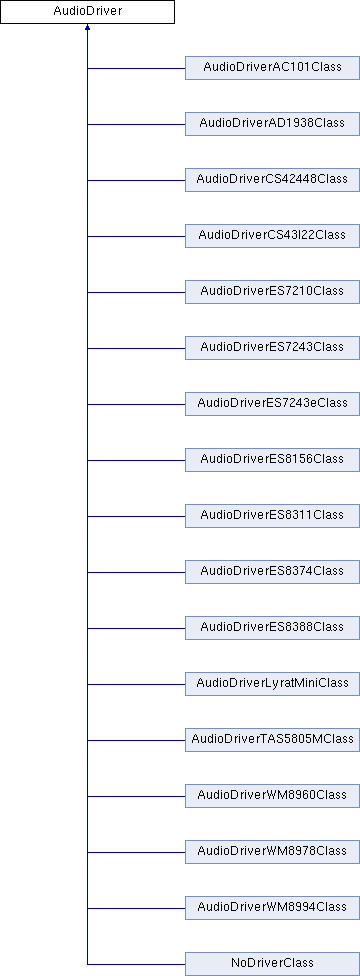 AudioDriver
AudioDriverAC101Class
AudioDriverAD1938Class
AudioDriverCS42448Class
AudioDriverCS43l22Class
AudioDriverES7210Class
AudioDriverES7243Class
AudioDriverES7243eClass
AudioDriverES8156Class
AudioDriverES8311Class
AudioDriverES8374Class
AudioDriverES8388Class
AudioDriverLyratMiniClass
AudioDriverTAS5805MClass
AudioDriverWM8960Class
AudioDriverWM8978Class
AudioDriverWM8994Class
NoDriverClass